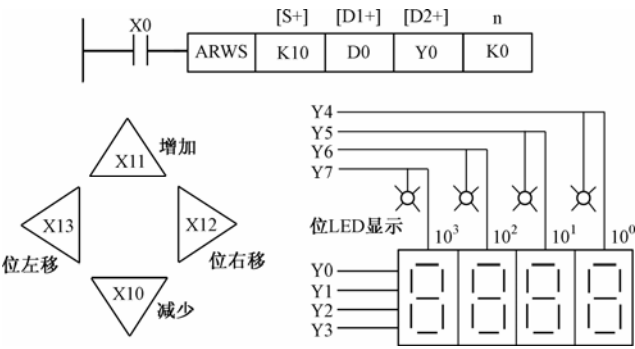 [S+] [D1+] [D2+] n
X0
ARWS K10 D0 Y0 K0
X11 增加
X13 X12
位左移 位右移
X10 减少
Y4
Y5
Y6
Y7
位LED显示 10³ 10² 10¹ 10⁰
Y0
Y1
Y2
Y3